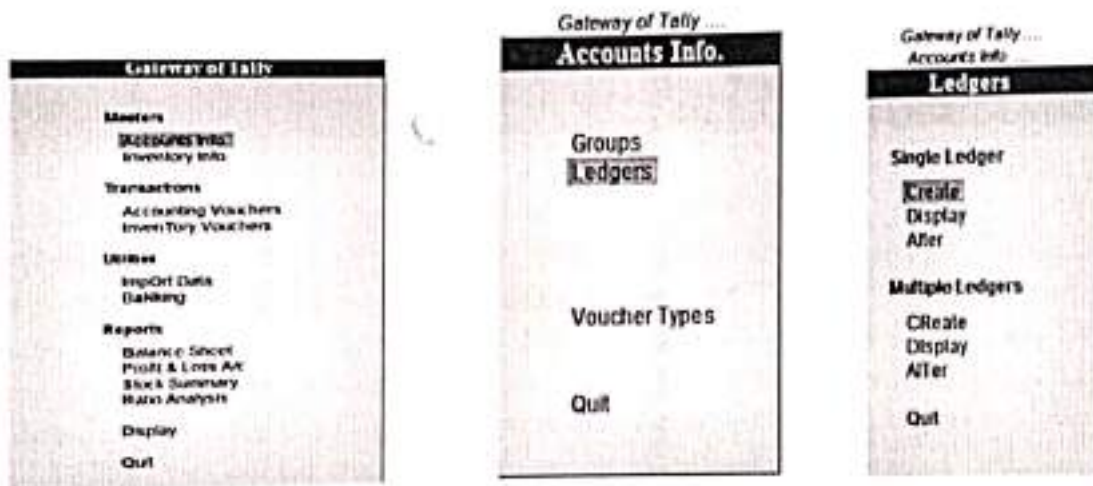 Gateway of Tally
Masters
Accounts Info.
Inventory Info
Transactions
Accounting Vouchers
InvenTory Vouchers
Utilities
ImpOrt Data
BaNking
Reports
Balance Sheet
Profit & Loss A/c
Stock Summary
Ratio Analysis
Display
Quit
Gateway of Tally ....
Accounts Info.
Groups
Ledgers
Voucher Types
Quit
Gateway of Tally ....
Accounts Info ....
Ledgers
Single Ledger
Create
Display
Alter
Multiple Ledgers
CReate
DIsplay
AlTer
Quit